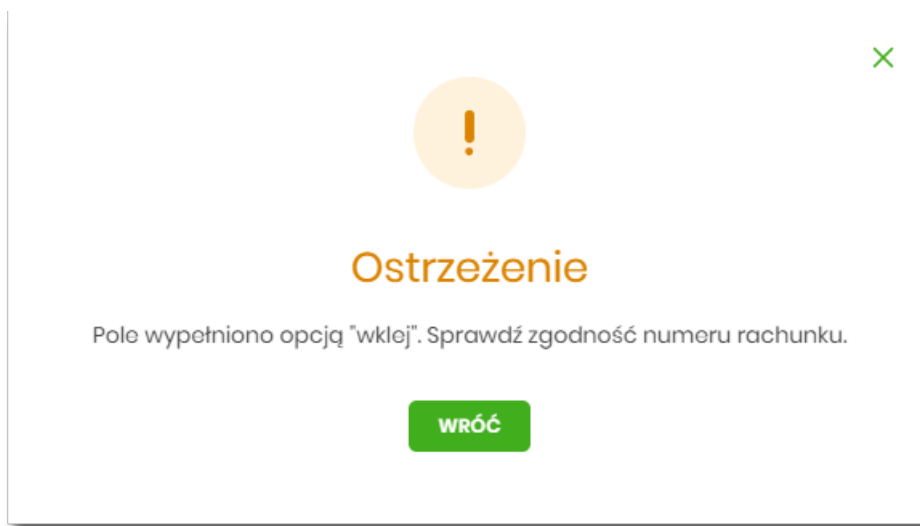 Ostrzeżenie
Pole wypełniono opcją "wklej". Sprawdź zgodność numeru rachunku.
WRÓĆ